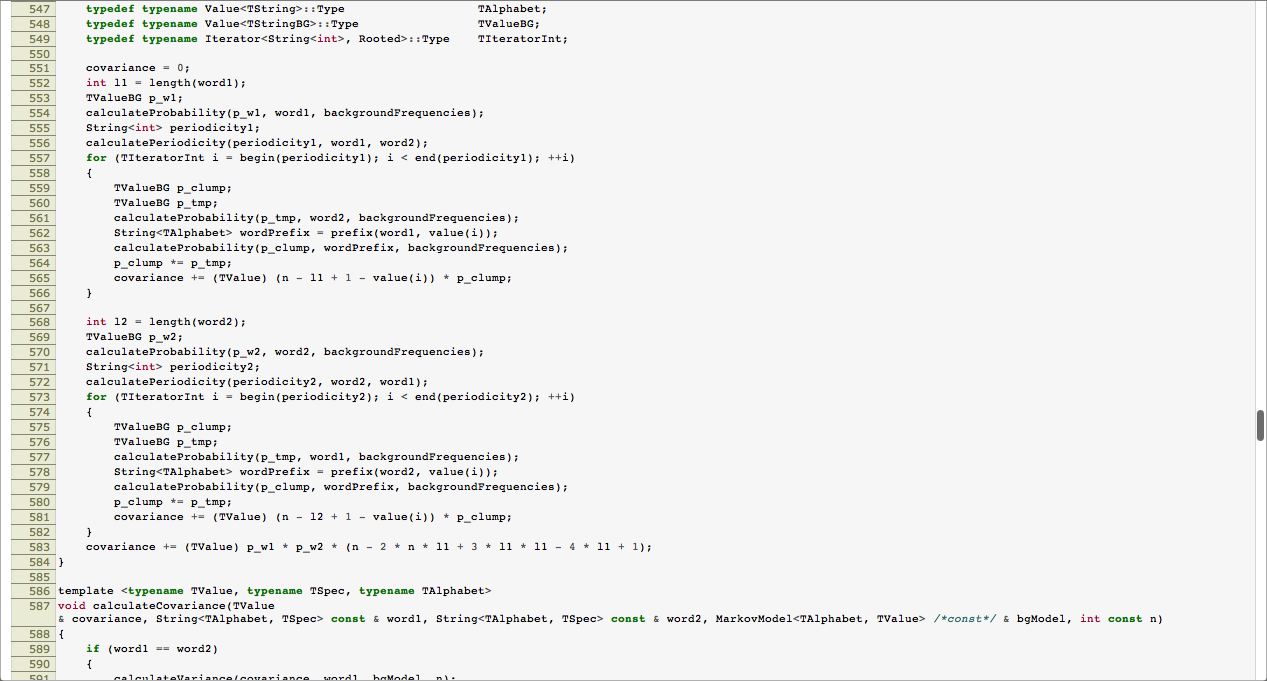 547 typedef typename Value<TString>::Type TAlphabet;
548 typedef typename Value<TStringBG>::Type TValueBG;
549 typedef typename Iterator<String<int>, Rooted>::Type TIteratorInt;
550
551 covariance = 0;
552 int l1 = length(word1);
553 TValueBG p_w1;
554 calculateProbability(p_w1, word1, backgroundFrequencies);
555 String<int> periodicity1;
556 calculatePeriodicity(periodicity1, word1, word2);
557 for (TIteratorInt i = begin(periodicity1); i < end(periodicity1); ++i)
558 {
559 TValueBG p_clump;
560 TValueBG p_tmp;
561 calculateProbability(p_tmp, word2, backgroundFrequencies);
562 String<TAlphabet> wordPrefix = prefix(word1, value(i));
563 calculateProbability(p_clump, wordPrefix, backgroundFrequencies);
564 p_clump *= p_tmp;
565 covariance += (TValue) (n - l1 + 1 - value(i)) * p_clump;
566 }
567
568 int l2 = length(word2);
569 TValueBG p_w2;
570 calculateProbability(p_w2, word2, backgroundFrequencies);
571 String<int> periodicity2;
572 calculatePeriodicity(periodicity2, word2, word1);
573 for (TIteratorInt i = begin(periodicity2); i < end(periodicity2); ++i)
574 {
575 TValueBG p_clump;
576 TValueBG p_tmp;
577 calculateProbability(p_tmp, word1, backgroundFrequencies);
578 String<TAlphabet> wordPrefix = prefix(word2, value(i));
579 calculateProbability(p_clump, wordPrefix, backgroundFrequencies);
580 p_clump *= p_tmp;
581 covariance += (TValue) (n - l2 + 1 - value(i)) * p_clump;
582 }
583 covariance += (TValue) p_w1 * p_w2 * (n - 2 * n * l1 + 3 * l1 * l1 - 4 * l1 + 1);
584 }
585
586 template <typename TValue, typename TSpec, typename TAlphabet>
587 void calculateCovariance(TValue
& covariance, String<TAlphabet, TSpec> const & word1, String<TAlphabet, TSpec> const & word2, MarkovModel<TAlphabet, TValue> /*const*/ & bgModel, int const n)
588 {
589 if (word1 == word2)
590 {
591 calculateVariance(covariance, word1, bgModel, n);